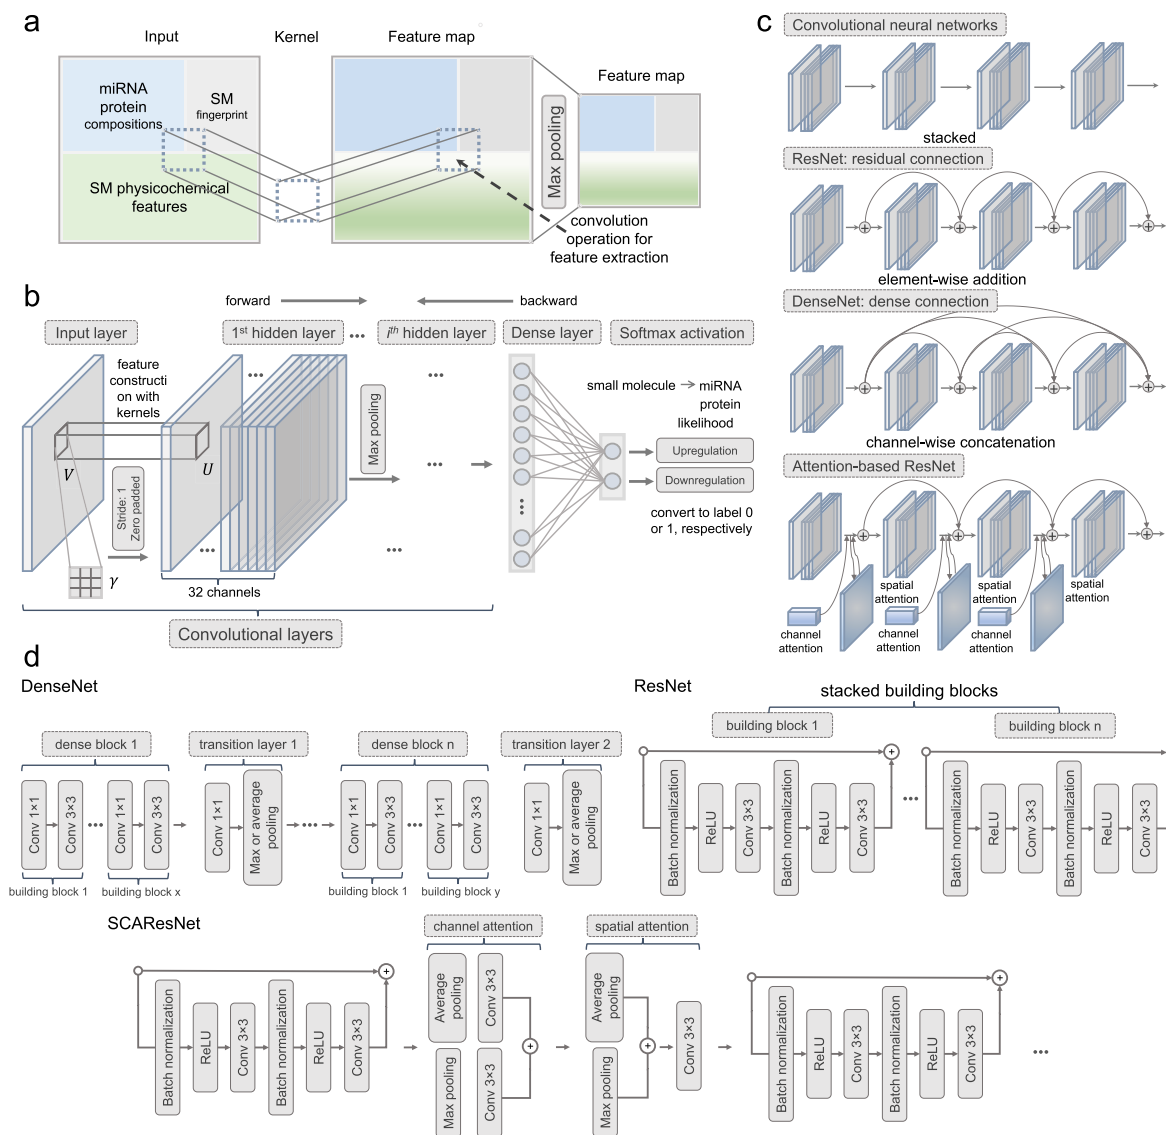 a
Input
Kernel
Feature map
miRNA
protein
compositions
SM
fingerprint
SM physicochemical
features
Max pooling
Feature map
convolution
operation for
feature extraction
b
forward
backward
Input layer
1st hidden layer
...
ith hidden layer
Dense layer
Softmax activation
feature
constructi
on with
kernels
...
V
U
Stride: 1
Zero padded
γ
...
32 channels
Max pooling
...
...
...
...
small molecule → miRNA
protein
likelihood
Upregulation
Downregulation
convert to label 0
or 1, respectively
Convolutional layers
c
Convolutional neural networks
stacked
ResNet: residual connection
+ + + +
element-wise addition
DenseNet: dense connection
+ + + +
channel-wise concatenation
Attention-based ResNet
+ + + +
spatial
attention
spatial
attention
spatial
attention
channel
attention
channel
attention
channel
attention
d
DenseNet
dense block 1
transition layer 1
dense block n
transition layer 2
Conv 1×1
Conv 3×3
...
Conv 1×1
Conv 3×3
Conv 1×1
Max or average
pooling
...
Conv 1×1
Conv 3×3
...
Conv 1×1
Conv 3×3
Conv 1×1
Max or average
pooling
building block 1
building block x
building block 1
building block y
ResNet
stacked building blocks
building block 1
building block n
+
Batch normalization
ReLU
Conv 3×3
Batch normalization
ReLU
Conv 3×3
...
Batch normalization
ReLU
Conv 3×3
Batch normalization
ReLU
Conv 3×3
SCAResNet
channel attention
spatial attention
+
Batch normalization
ReLU
Conv 3×3
Batch normalization
ReLU
Conv 3×3
Average
pooling
Conv 3×3
Max pooling
Conv 3×3
+
Average
pooling
Max pooling
+
Conv 3×3
+
Batch normalization
ReLU
Conv 3×3
Batch normalization
ReLU
Conv 3×3
...